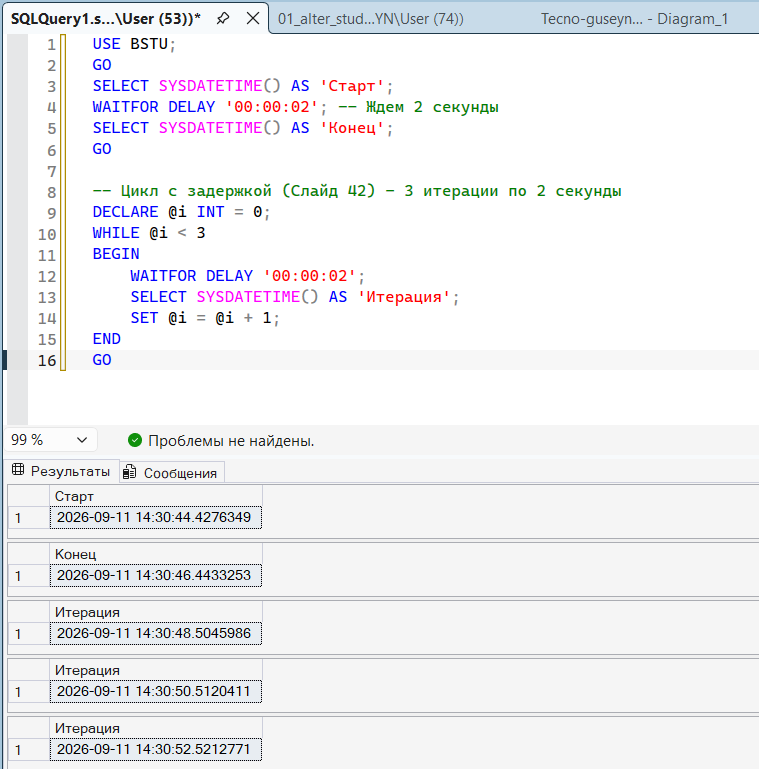 SQLQuery1.s...\User (53))* 01_alter_stud...YN\User (74)) Tecno-guseyn... - Diagram_1
1 USE BSTU;
2 GO
3 SELECT SYSDATETIME() AS 'Старт';
4 WAITFOR DELAY '00:00:02'; -- Ждем 2 секунды
5 SELECT SYSDATETIME() AS 'Конец';
6 GO
7
8 -- Цикл с задержкой (Слайд 42) - 3 итерации по 2 секунды
9 DECLARE @i INT = 0;
10 WHILE @i < 3
11 BEGIN
12 WAITFOR DELAY '00:00:02';
13 SELECT SYSDATETIME() AS 'Итерация';
14 SET @i = @i + 1;
15 END
16 GO
99 % Проблемы не найдены.
Результаты Сообщения
Старт
1 2026-09-11 14:30:44.4276349
Конец
1 2026-09-11 14:30:46.4433253
Итерация
1 2026-09-11 14:30:48.5045986
Итерация
1 2026-09-11 14:30:50.5120411
Итерация
1 2026-09-11 14:30:52.5212771